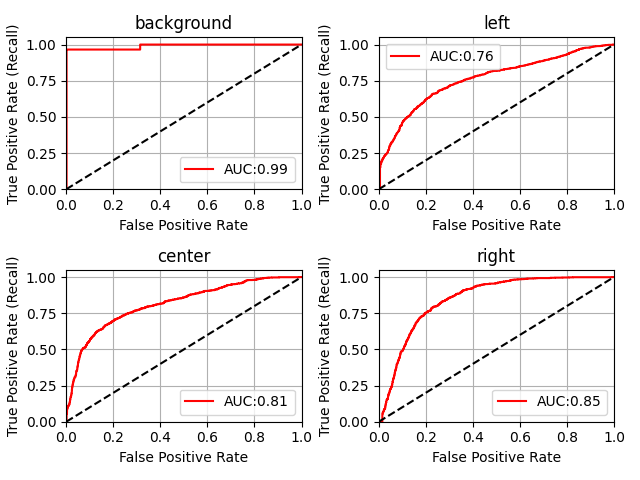 background
True Positive Rate (Recall)
1.00
0.75
0.50
0.25
0.00
AUC:0.99
0.0 0.2 0.4 0.6 0.8 1.0
False Positive Rate
left
True Positive Rate (Recall)
1.00
0.75
0.50
0.25
0.00
AUC:0.76
0.0 0.2 0.4 0.6 0.8 1.0
False Positive Rate
center
True Positive Rate (Recall)
1.00
0.75
0.50
0.25
0.00
AUC:0.81
0.0 0.2 0.4 0.6 0.8 1.0
False Positive Rate
right
True Positive Rate (Recall)
1.00
0.75
0.50
0.25
0.00
AUC:0.85
0.0 0.2 0.4 0.6 0.8 1.0
False Positive Rate